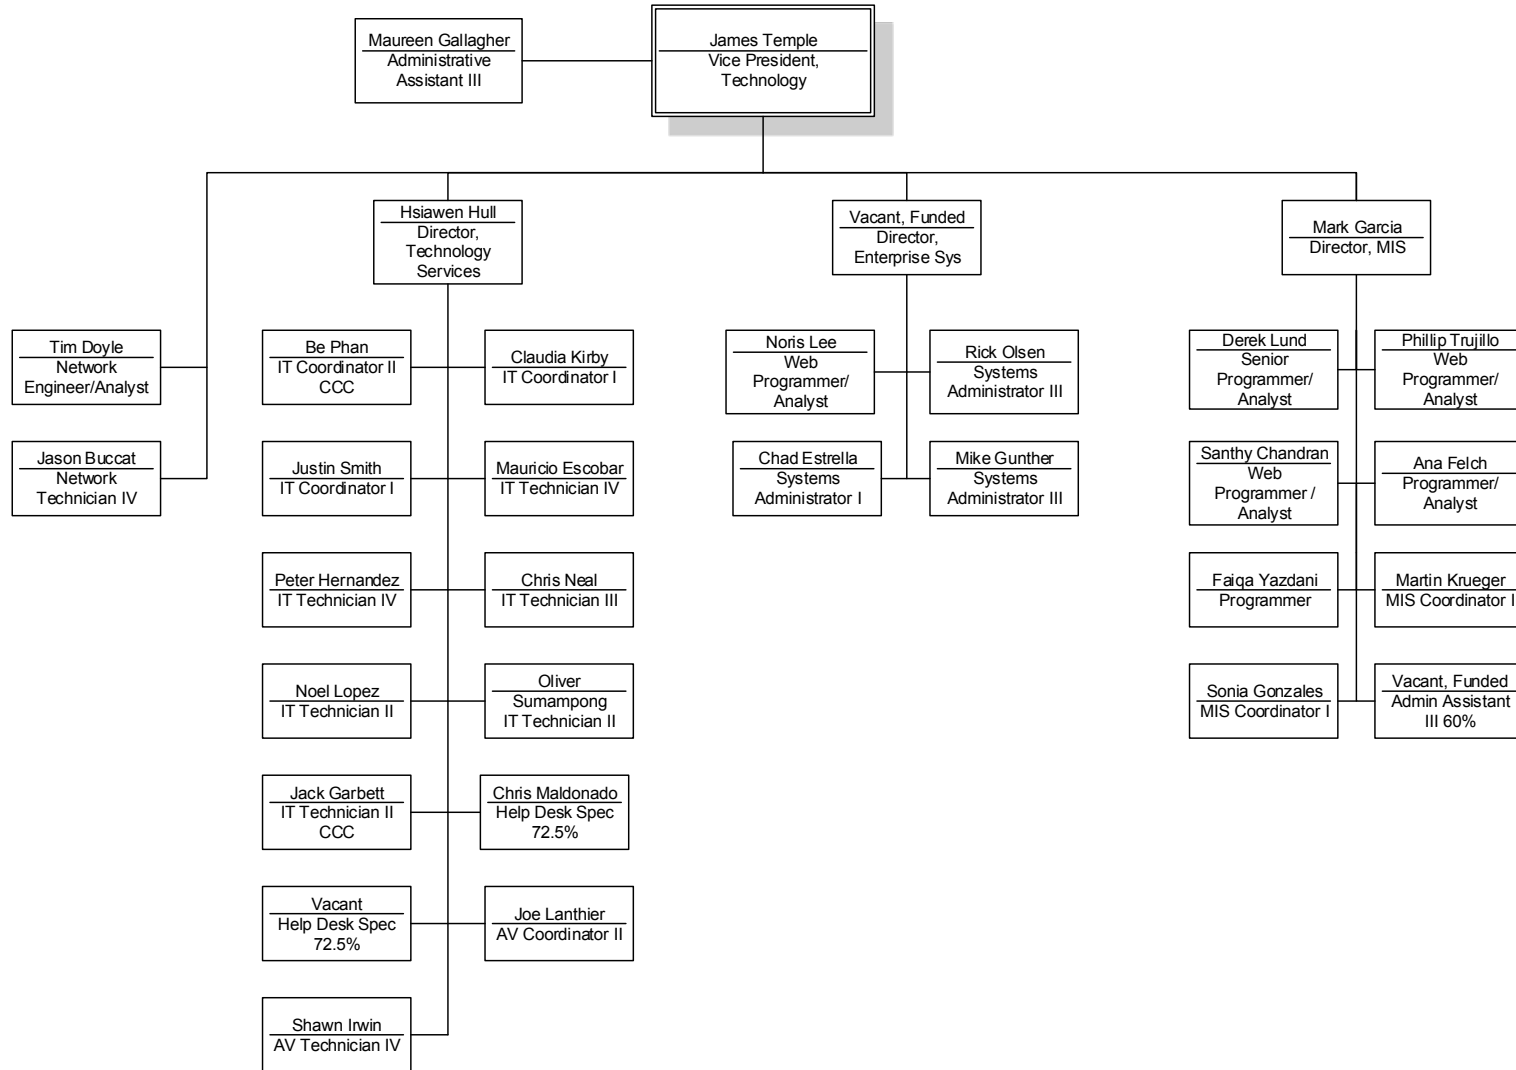 Maureen Gallagher
Administrative
Assistant III
James Temple
Vice President,
Technology
Hsiawen Hull
Director,
Technology
Services
Vacant, Funded
Director,
Enterprise Sys
Mark Garcia
Director, MIS
Tim Doyle
Network
Engineer/Analyst
Jason Buccat
Network
Technician IV
Be Phan
IT Coordinator II
CCC
Claudia Kirby
IT Coordinator I
Justin Smith
IT Coordinator I
Mauricio Escobar
IT Technician IV
Peter Hernandez
IT Technician IV
Chris Neal
IT Technician III
Noel Lopez
IT Technician II
Oliver
Sumampong
IT Technician II
Jack Garbett
IT Technician II
CCC
Chris Maldonado
Help Desk Spec
72.5%
Vacant
Help Desk Spec
72.5%
Joe Lanthier
AV Coordinator II
Shawn Irwin
AV Technician IV
Noris Lee
Web
Programmer/
Analyst
Rick Olsen
Systems
Administrator III
Chad Estrella
Systems
Administrator I
Mike Gunther
Systems
Administrator III
Derek Lund
Senior
Programmer/
Analyst
Phillip Trujillo
Web
Programmer/
Analyst
Santhy Chandran
Web
Programmer /
Analyst
Ana Felch
Programmer/
Analyst
Faiqa Yazdani
Programmer
Martin Krueger
MIS Coordinator I
Sonia Gonzales
MIS Coordinator I
Vacant, Funded
Admin Assistant
III 60%